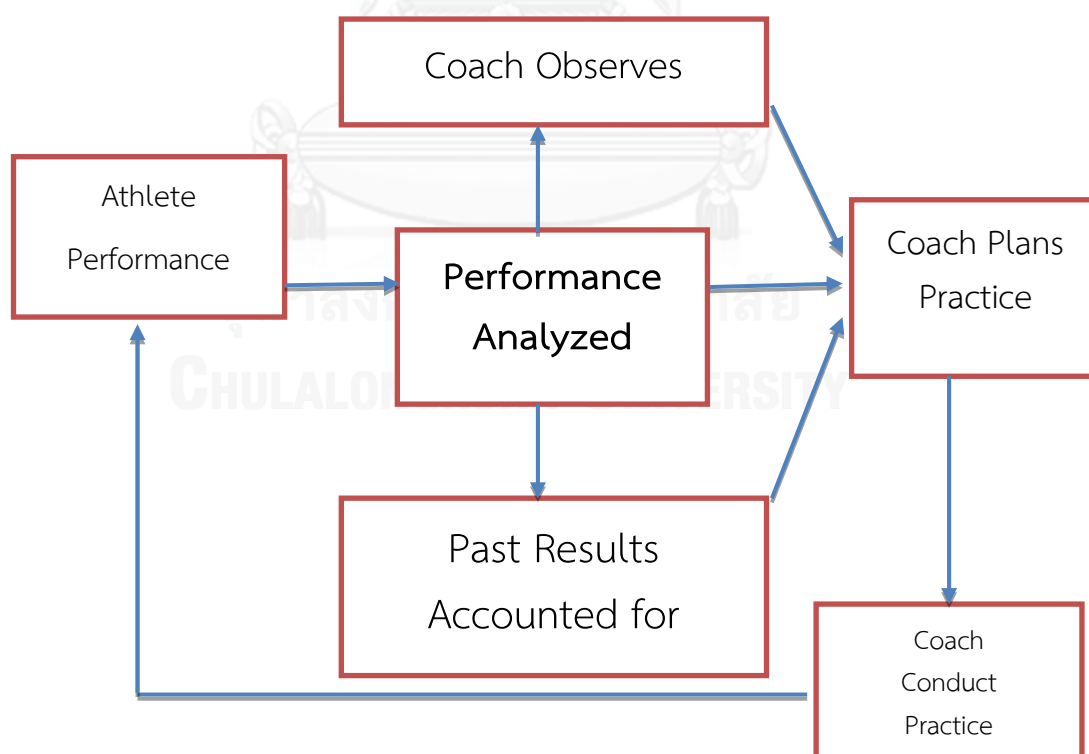 Coach Observes
Athlete
Performance
Performance
Analyzed
Coach Plans
Practice
Past Results
Accounted for
Coach
Conduct
Practice